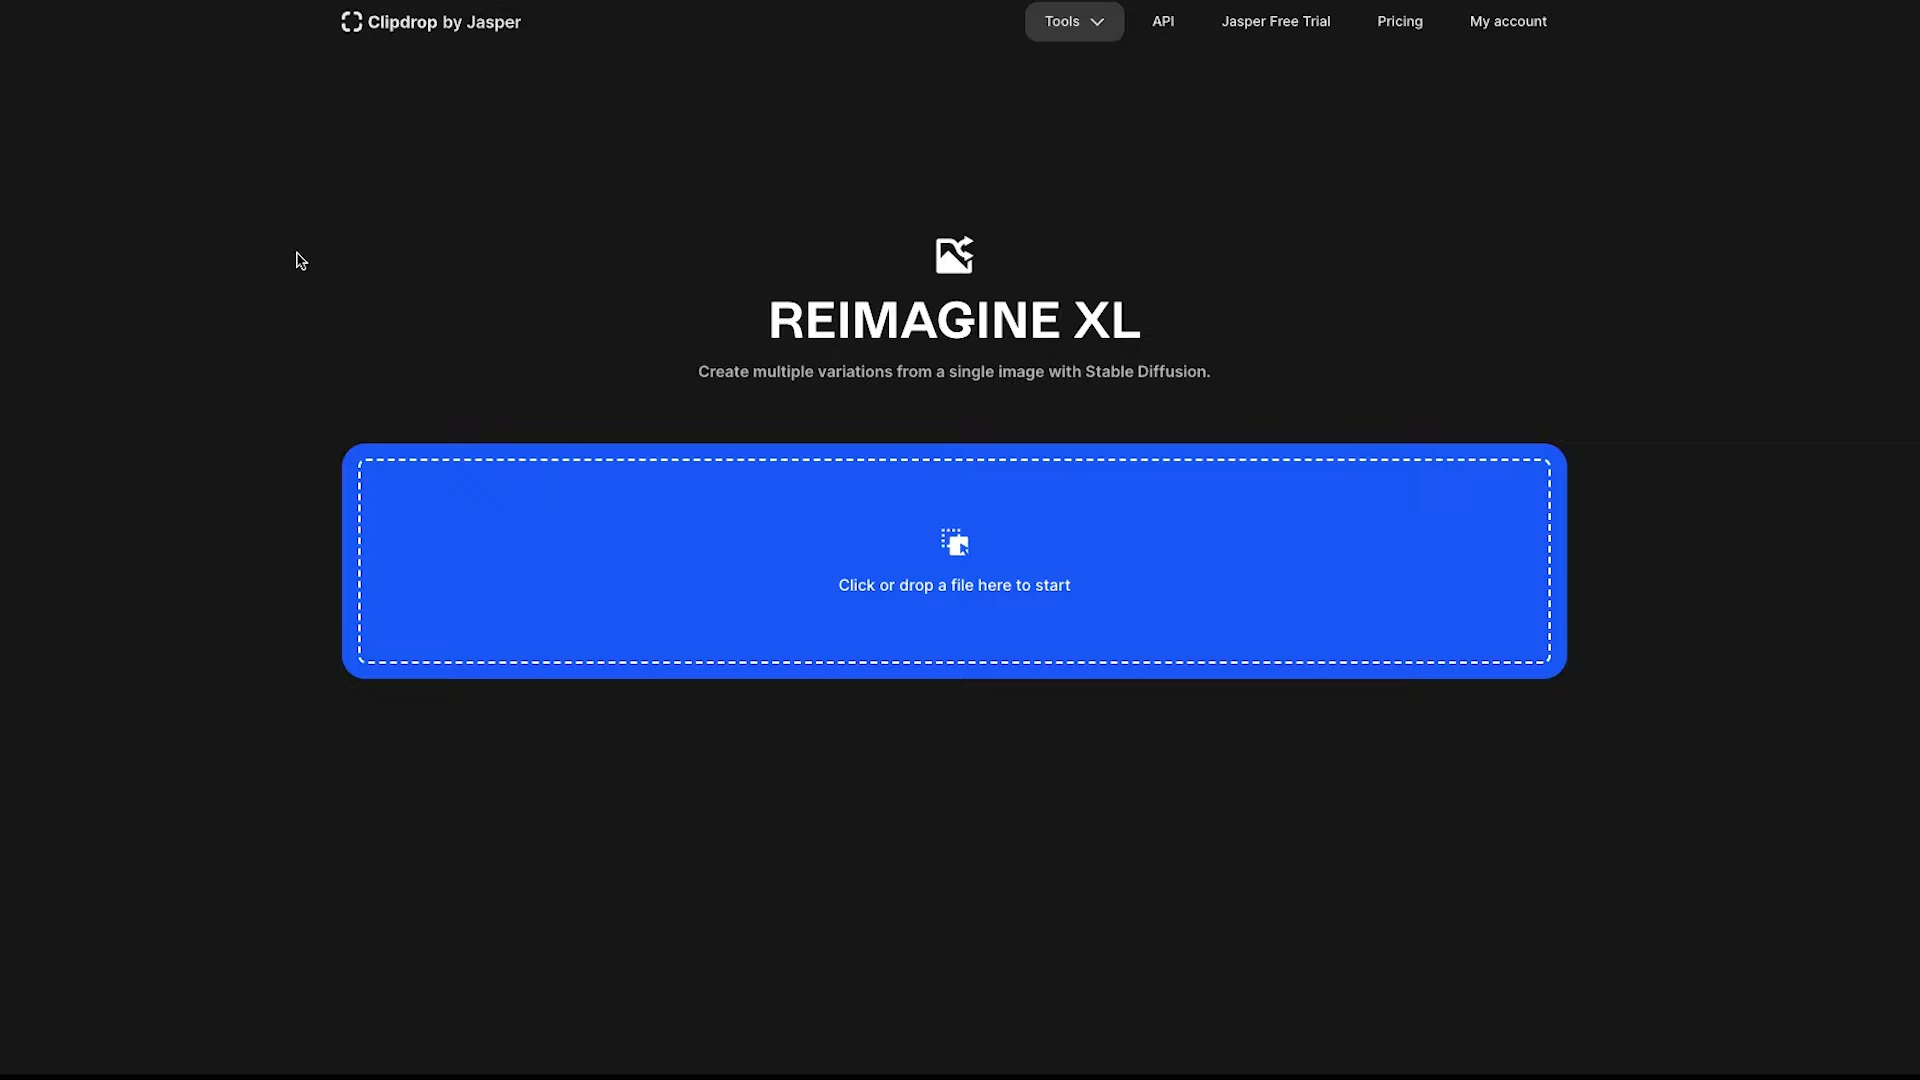 Clipdrop by Jasper
Tools
API
Jasper Free Trial
Pricing
My account
REIMAGINE XL
Create multiple variations from a single image with Stable Diffusion.
Click or drop a file here to start